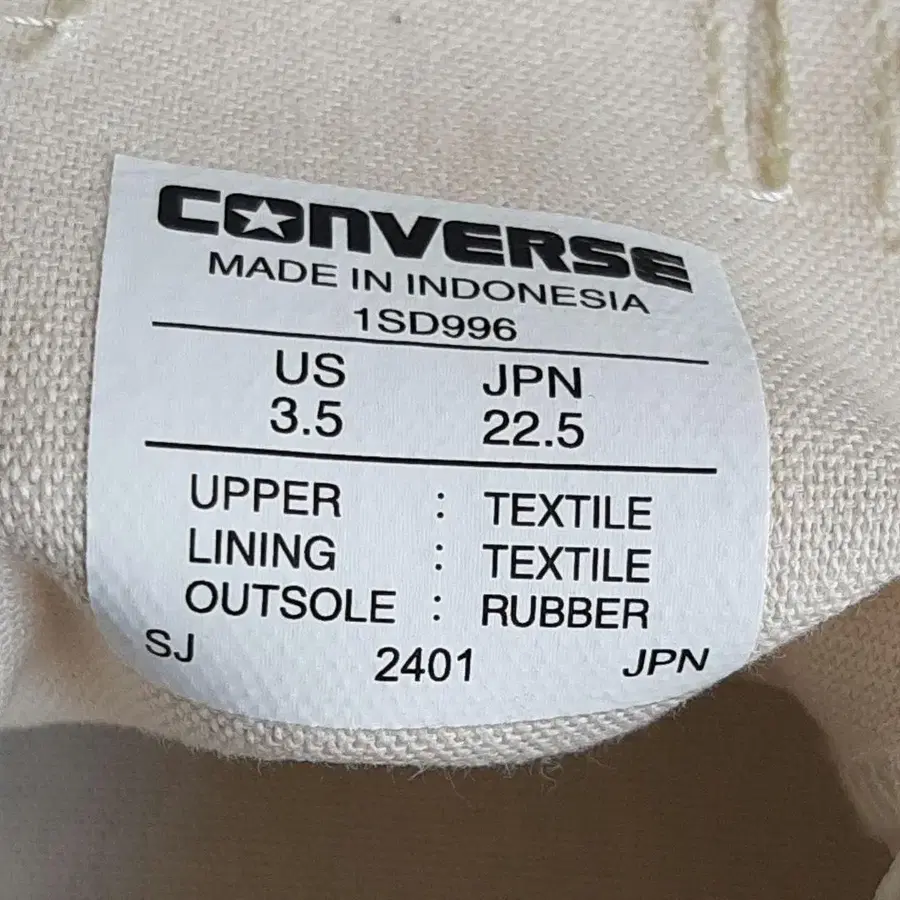 CONVERSE
MADE IN INDONESIA
1SD996
US JPN
3.5 22.5
UPPER : TEXTILE
LINING : TEXTILE
OUTSOLE : RUBBER
SJ 2401 JPN